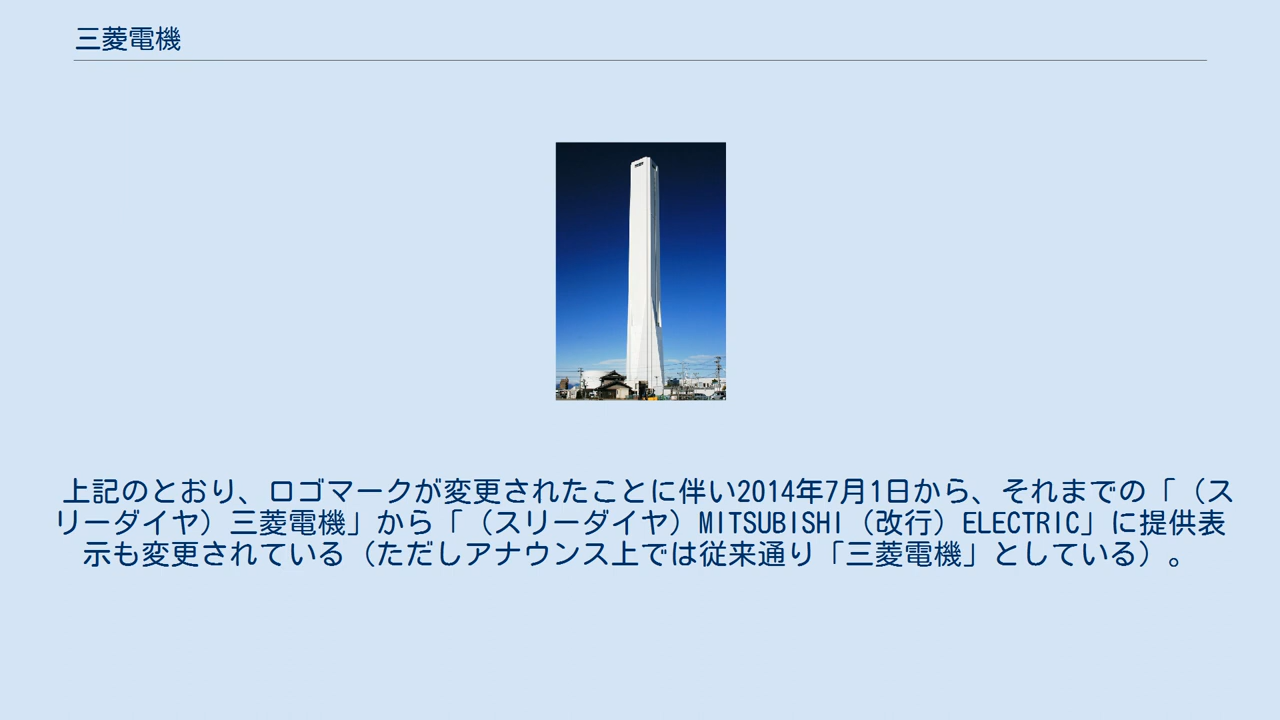 三菱電機
上記のとおり、ロゴマークが変更されたことに伴い2014年7月1日から、それまでの「（ス
リーダイヤ）三菱電機」から「（スリーダイヤ）MITSUBISHI（改行）ELECTRIC」に提供表
示も変更されている（ただしアナウンス上では従来通り「三菱電機」としている）。